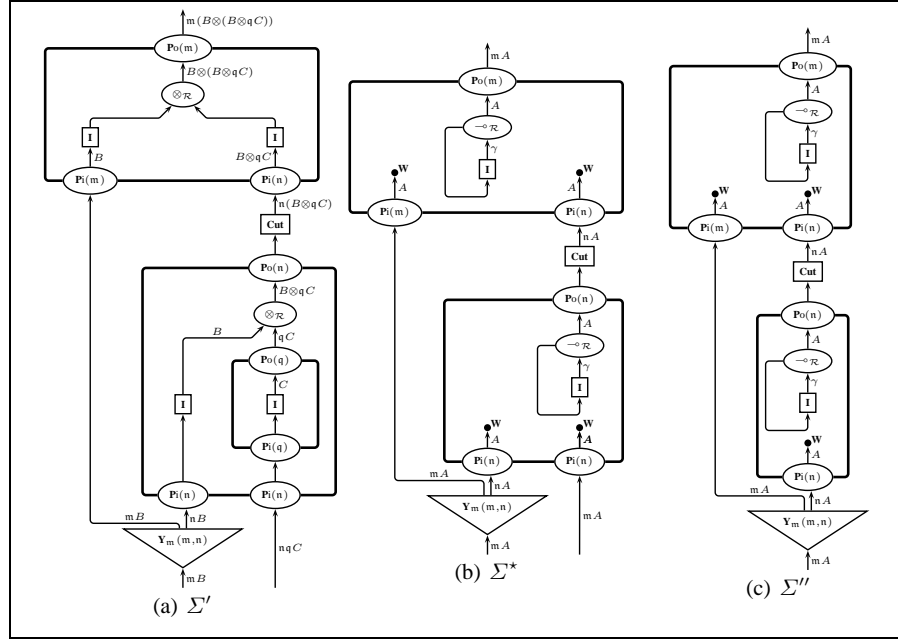 m(B⊗(B⊗qC))
Po(m)
B⊗(B⊗qC)
⊗R
I
I
B
B⊗qC
Pi(m)
Pi(n)
n(B⊗qC)
Cut
Po(n)
B⊗qC
⊗R
B
qC
Po(q)
C
I
I
Pi(q)
Pi(n)
Pi(n)
mB
nB
Ym(m,n)
nqC
mB
(a) Σ′
mA
Po(m)
A
⊸R
γ
I
W
W
A
A
Pi(m)
Pi(n)
nA
Cut
Po(n)
A
⊸R
γ
I
W
W
A
A
Pi(n)
Pi(n)
mA
nA
Ym(m,n)
mA
mA
(b) Σ⋆
mA
Po(m)
A
⊸R
γ
I
W
W
A
A
Pi(m)
Pi(n)
nA
Cut
Po(n)
A
⊸R
γ
I
W
A
Pi(n)
mA
nA
Ym(m,n)
mA
(c) Σ′′